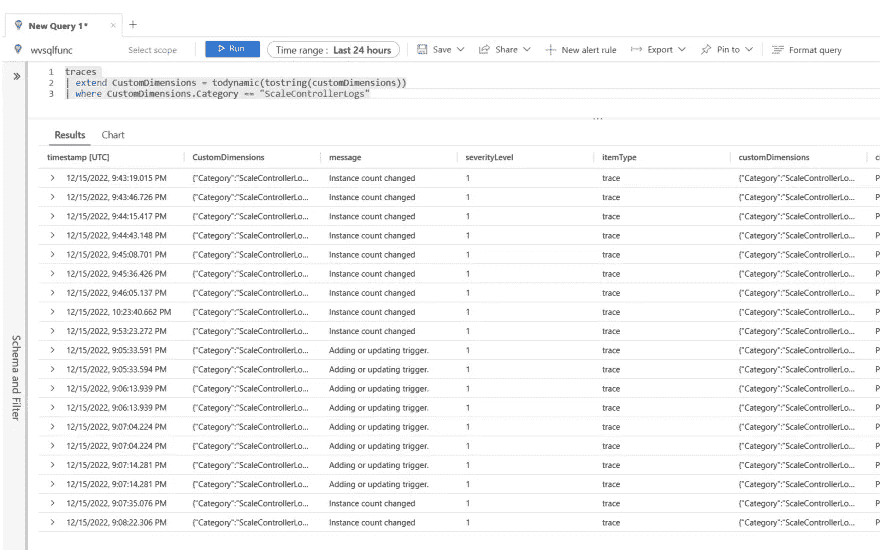 New Query 1* × +
wvsqlfunc Select scope Run Time range : Last 24 hours Save Share New alert rule Export Pin to Format query
1 traces
2 | extend CustomDimensions = todynamic(tostring(customDimensions))
3 | where CustomDimensions.Category == "ScaleControllerLogs"
...
Schema and Filter
Results Chart
timestamp [UTC] CustomDimensions message severityLevel itemType customDimensions c
12/15/2022, 9:43:19.015 PM {"Category":"ScaleControllerLo... Instance count changed 1 trace {"Category":"ScaleControllerLo... P
12/15/2022, 9:43:46.726 PM {"Category":"ScaleControllerLo... Instance count changed 1 trace {"Category":"ScaleControllerLo... P
12/15/2022, 9:44:15.417 PM {"Category":"ScaleControllerLo... Instance count changed 1 trace {"Category":"ScaleControllerLo... P
12/15/2022, 9:44:43.148 PM {"Category":"ScaleControllerLo... Instance count changed 1 trace {"Category":"ScaleControllerLo... P
12/15/2022, 9:45:08.701 PM {"Category":"ScaleControllerLo... Instance count changed 1 trace {"Category":"ScaleControllerLo... P
12/15/2022, 9:45:36.426 PM {"Category":"ScaleControllerLo... Instance count changed 1 trace {"Category":"ScaleControllerLo... P
12/15/2022, 9:46:05.137 PM {"Category":"ScaleControllerLo... Instance count changed 1 trace {"Category":"ScaleControllerLo... P
12/15/2022, 10:23:40.662 PM {"Category":"ScaleControllerLo... Instance count changed 1 trace {"Category":"ScaleControllerLo... P
12/15/2022, 9:53:23.272 PM {"Category":"ScaleControllerLo... Instance count changed 1 trace {"Category":"ScaleControllerLo... P
12/15/2022, 9:05:33.591 PM {"Category":"ScaleControllerLo... Adding or updating trigger. 1 trace {"Category":"ScaleControllerLo... P
12/15/2022, 9:05:33.594 PM {"Category":"ScaleControllerLo... Adding or updating trigger. 1 trace {"Category":"ScaleControllerLo... P
12/15/2022, 9:06:13.939 PM {"Category":"ScaleControllerLo... Adding or updating trigger. 1 trace {"Category":"ScaleControllerLo... P
12/15/2022, 9:06:13.939 PM {"Category":"ScaleControllerLo... Adding or updating trigger. 1 trace {"Category":"ScaleControllerLo... P
12/15/2022, 9:07:04.224 PM {"Category":"ScaleControllerLo... Adding or updating trigger. 1 trace {"Category":"ScaleControllerLo... P
12/15/2022, 9:07:04.224 PM {"Category":"ScaleControllerLo... Adding or updating trigger. 1 trace {"Category":"ScaleControllerLo... P
12/15/2022, 9:07:14.281 PM {"Category":"ScaleControllerLo... Adding or updating trigger. 1 trace {"Category":"ScaleControllerLo... P
12/15/2022, 9:07:14.281 PM {"Category":"ScaleControllerLo... Adding or updating trigger. 1 trace {"Category":"ScaleControllerLo... P
12/15/2022, 9:07:35.076 PM {"Category":"ScaleControllerLo... Instance count changed 1 trace {"Category":"ScaleControllerLo... P
12/15/2022, 9:08:22.306 PM {"Category":"ScaleControllerLo... Instance count changed 1 trace {"Category":"ScaleControllerLo... P